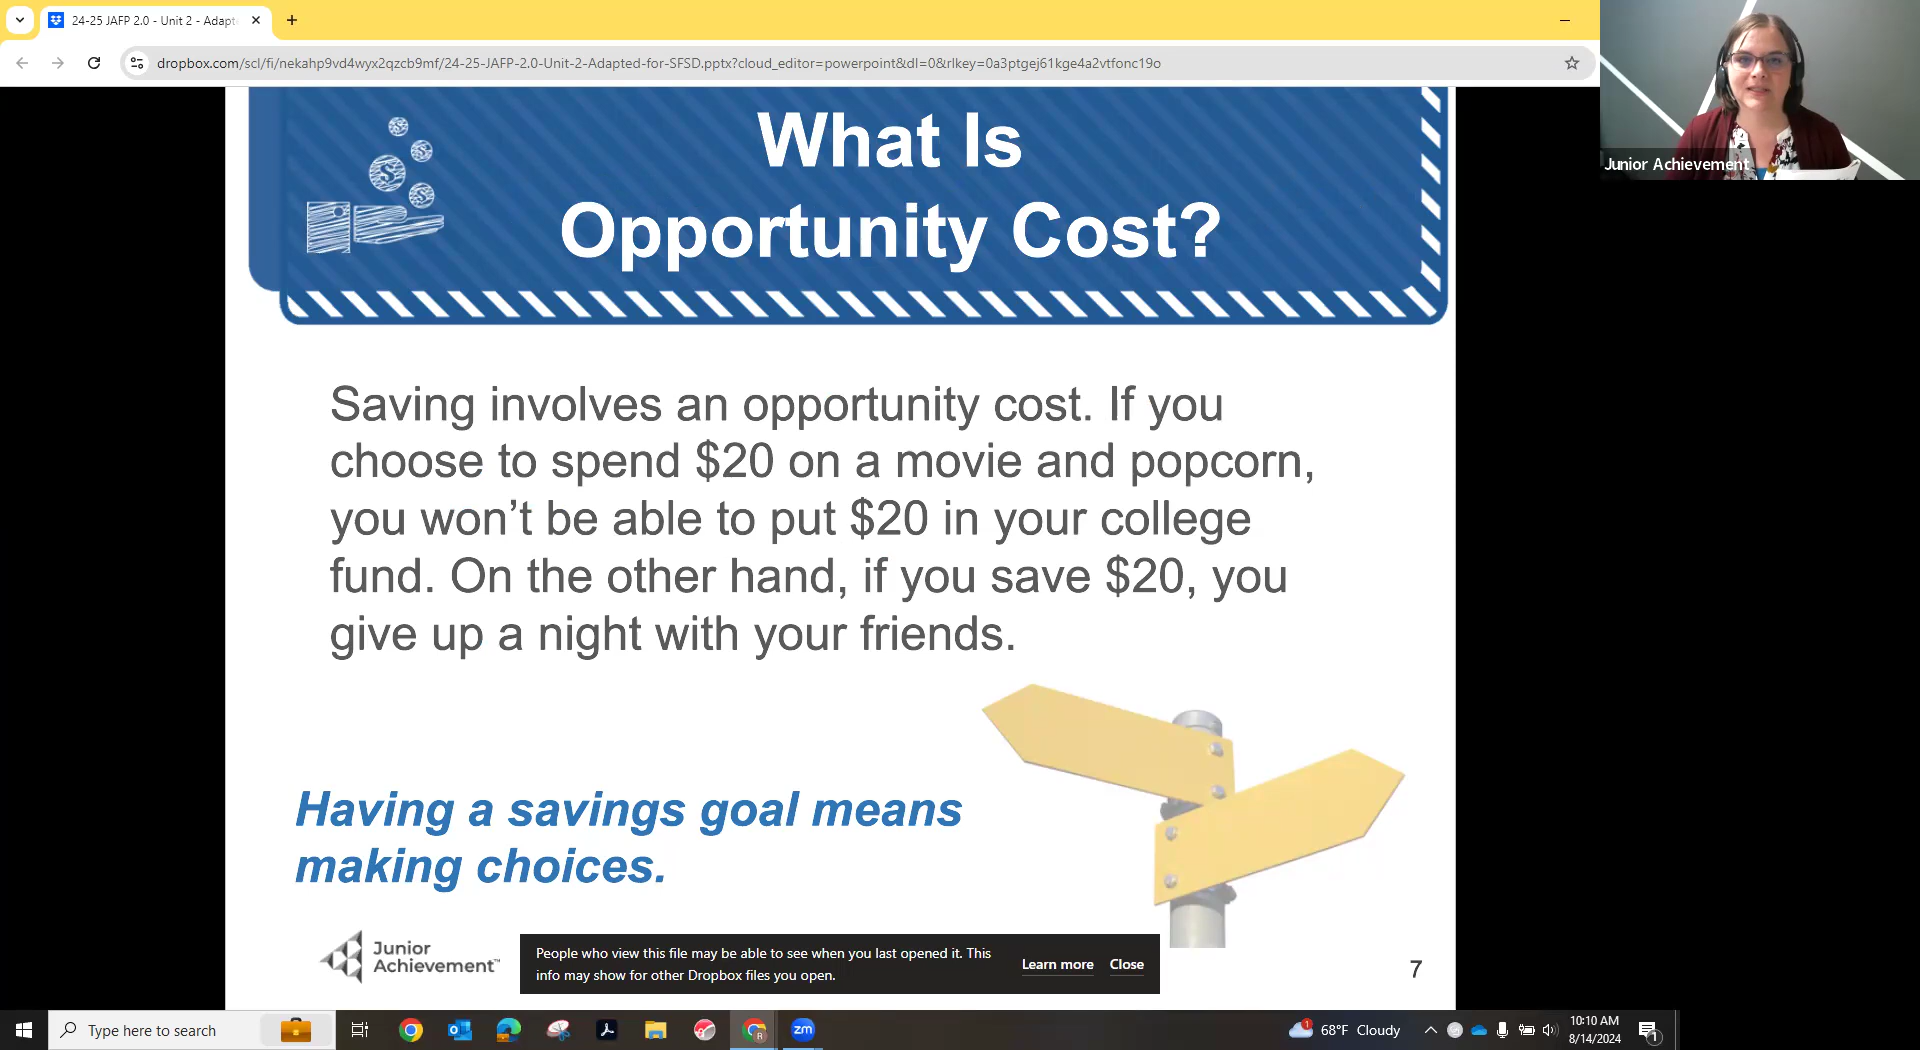 24-25 JAFP 2.0 - Unit 2 - Adapt
dropbox.com/scl/fi/nekahp9vd4wyx2qzcb9mf/24-25-JAFP-2.0-Unit-2-Adapted-for-SFSD.pptx?cloud_editor=powerpoint&dl=0&rlkey=0a3ptgej61kge4a2vtfonc19o
Junior Achievement
What Is
Opportunity Cost?
Saving involves an opportunity cost. If you
choose to spend $20 on a movie and popcorn,
you won’t be able to put $20 in your college
fund. On the other hand, if you save $20, you
give up a night with your friends.
Having a savings goal means
making choices.
Junior
Achievement™
People who view this file may be able to see when you last opened it. This
info may show for other Dropbox files you open.
Learn more
Close
7
Type here to search
zm
R
1
68°F Cloudy
10:10 AM
8/14/2024
1